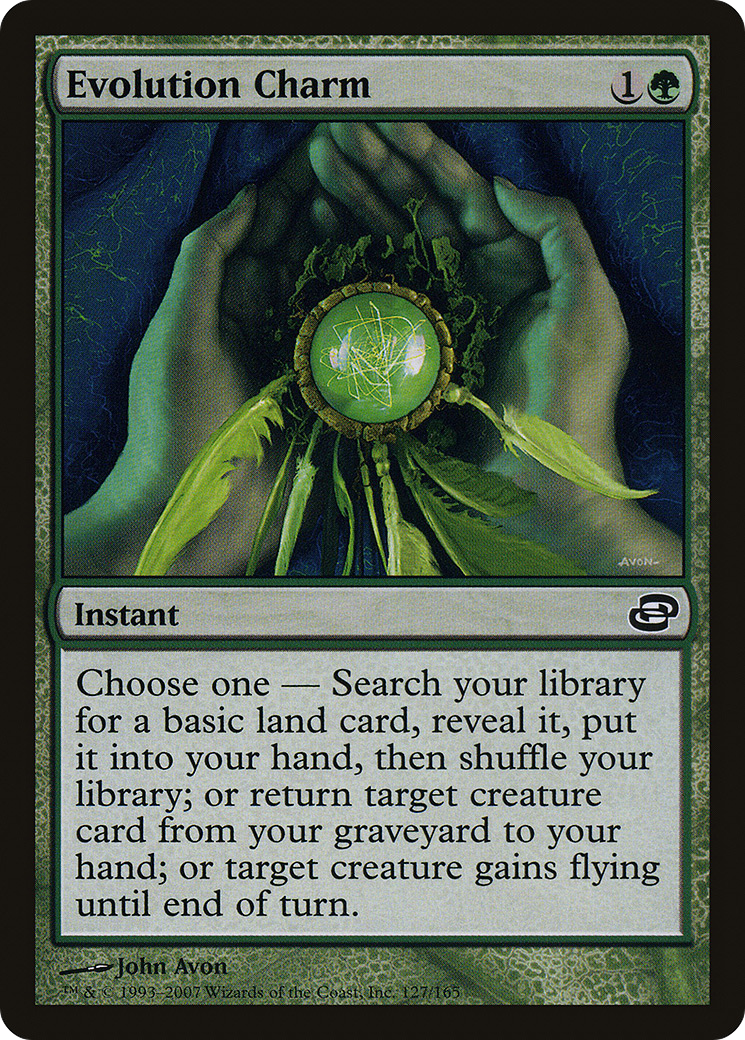 Evolution Charm 1
AVON-
Instant
Choose one — Search your library
for a basic land card, reveal it, put
it into your hand, then shuffle your
library; or return target creature
card from your graveyard to your
hand; or target creature gains flying
until end of turn.
John Avon
™ & © 1993–2007 Wizards of the Coast, Inc. 127/165